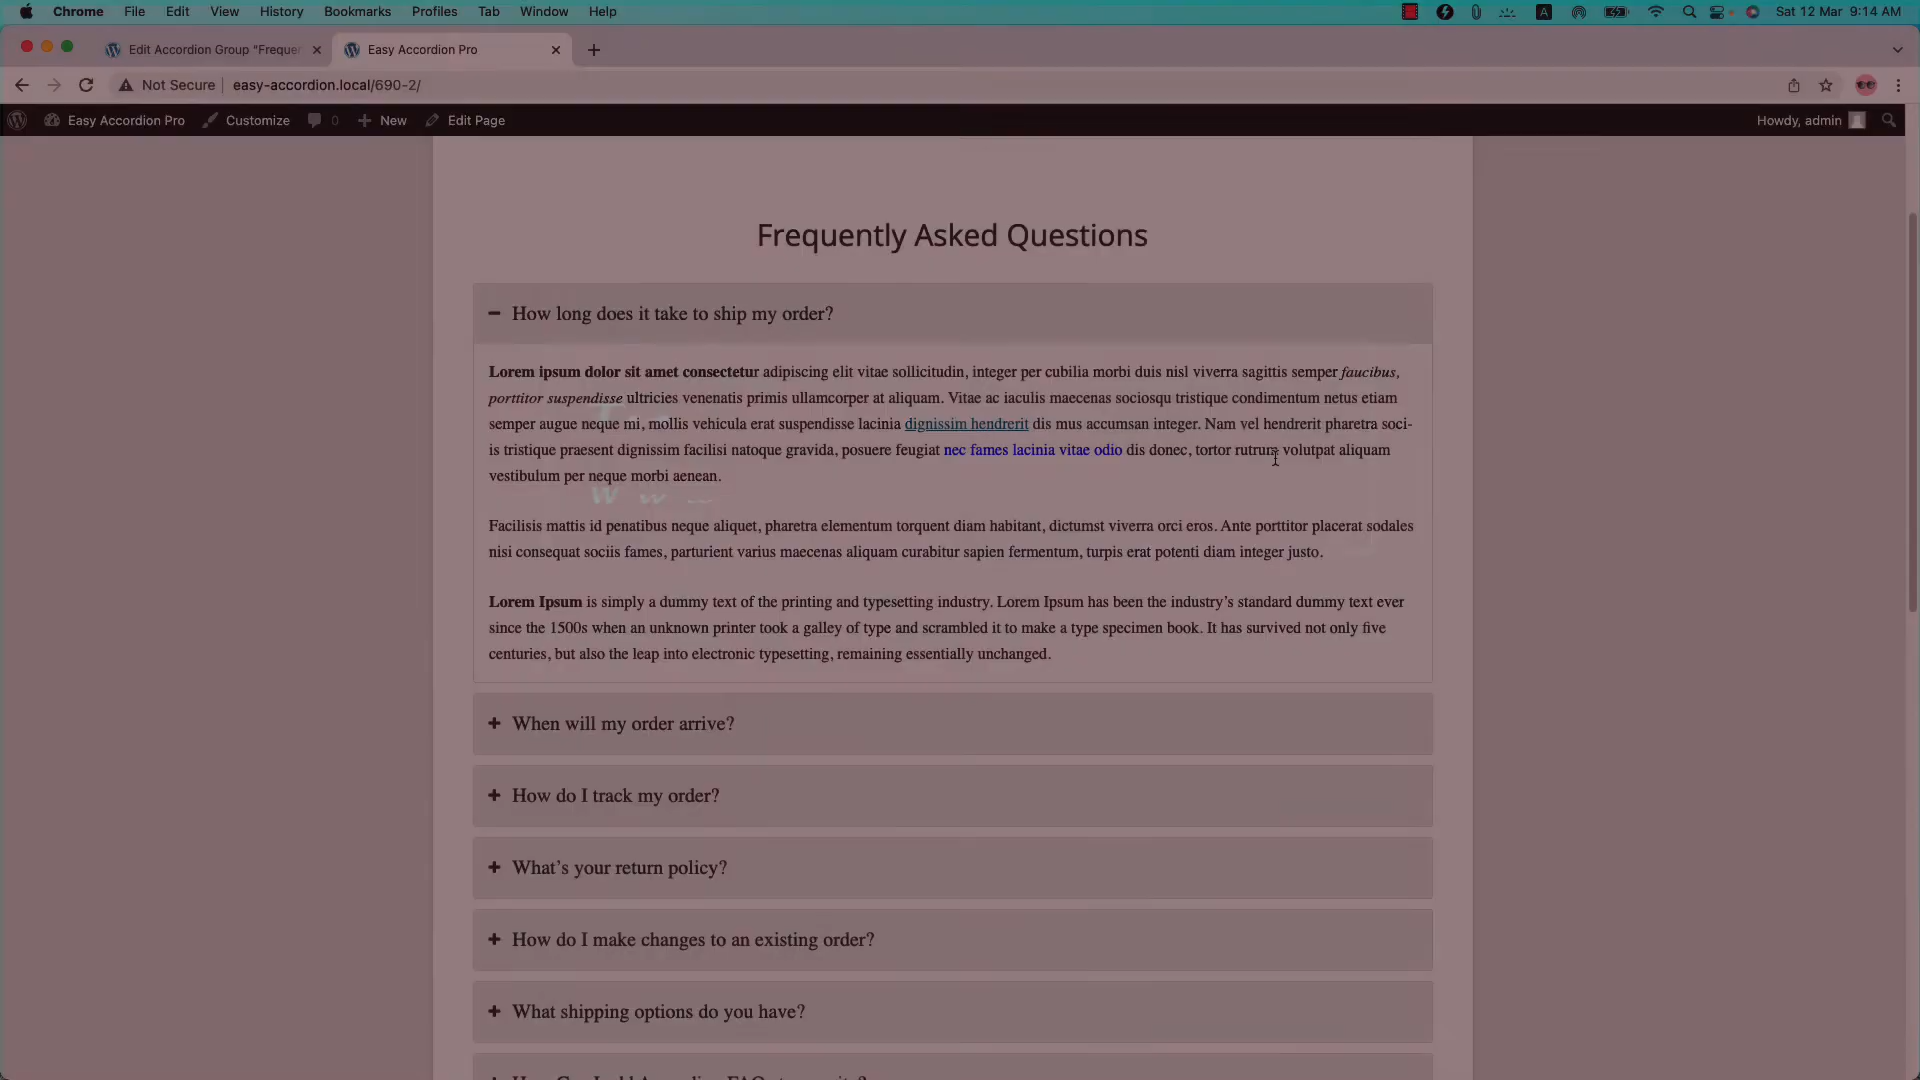 Chrome File Edit View History Bookmarks Profiles Tab Window Help A Sat 12 Mar 9:14 AM
Edit Accordion Group "Frequer Easy Accordion Pro
Not Secure easy-accordion.local/690-2/
Easy Accordion Pro Customize 0 New Edit Page Howdy, admin
Frequently Asked Questions
How long does it take to ship my order?
Lorem ipsum dolor sit amet consectetur adipiscing elit vitae sollicitudin, integer per cubilia morbi duis nisl viverra sagittis semper faucibus,
porttitor suspendisse ultricies venenatis primis ullamcorper at aliquam. Vitae ac iaculis maecenas sociosqu tristique condimentum netus etiam
semper augue neque mi, mollis vehicula erat suspendisse lacinia dignissim hendrerit dis mus accumsan integer. Nam vel hendrerit pharetra soci-
is tristique praesent dignissim facilisi natoque gravida, posuere feugiat nec fames lacinia vitae odio dis donec, tortor rutrum volutpat aliquam
vestibulum per neque morbi aenean.
Facilisis mattis id penatibus neque aliquet, pharetra elementum torquent diam habitant, dictumst viverra orci eros. Ante porttitor placerat sodales
nisi consequat sociis fames, parturient varius maecenas aliquam curabitur sapien fermentum, turpis erat potenti diam integer justo.
Lorem Ipsum is simply a dummy text of the printing and typesetting industry. Lorem Ipsum has been the industry's standard dummy text ever
since the 1500s when an unknown printer took a galley of type and scrambled it to make a type specimen book. It has survived not only five
centuries, but also the leap into electronic typesetting, remaining essentially unchanged.
When will my order arrive?
How do I track my order?
What's your return policy?
How do I make changes to an existing order?
What shipping options do you have?